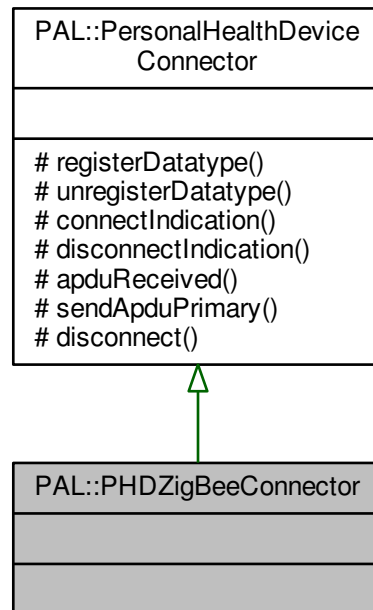 PAL::PersonalHealthDevice
Connector
# registerDatatype()
# unregisterDatatype()
# connectIndication()
# disconnectIndication()
# apduReceived()
# sendApduPrimary()
# disconnect()
PAL::PHDZigBeeConnector